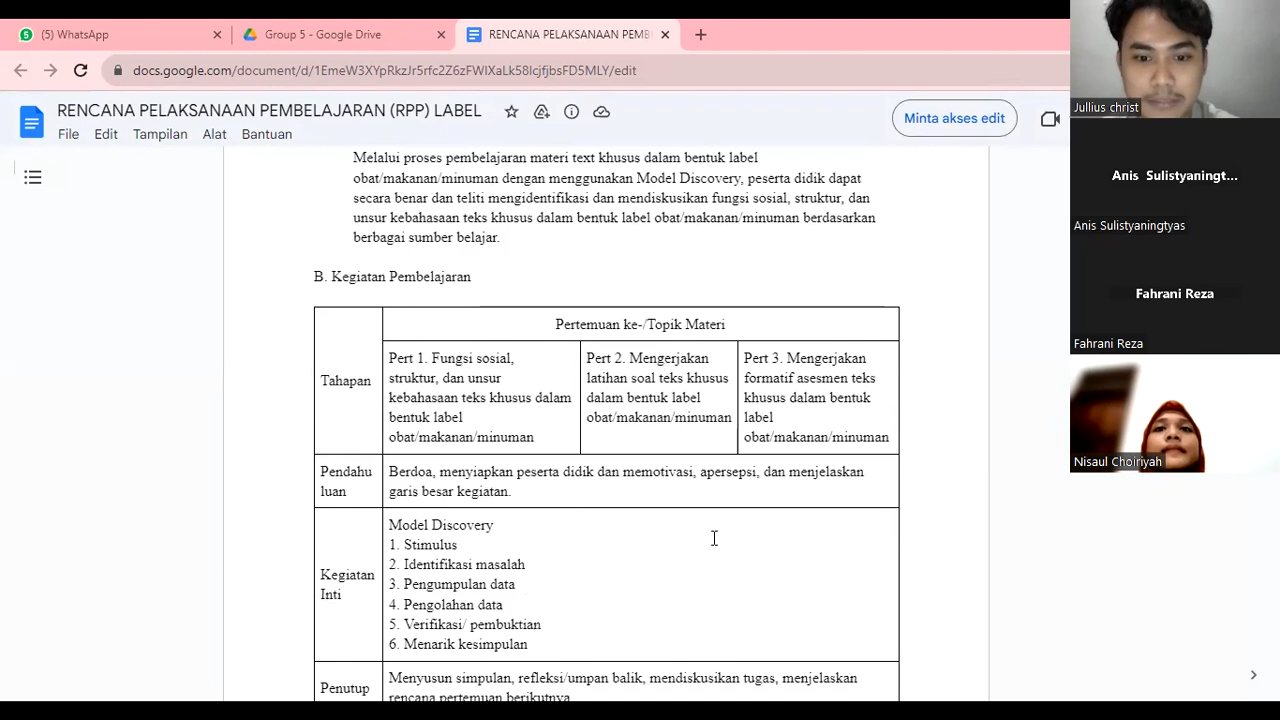 (5) WhatsApp
Group 5 - Google Drive
RENCANA PELAKSANAAN PEMB
docs.google.com/document/d/1EmeW3XYpRkzJr5rfc2Z6zFWIXaLk58IcjfjbsFD5MLY/edit
RENCANA PELAKSANAAN PEMBELAJARAN (RPP) LABEL
Minta akses edit
File Edit Tampilan Alat Bantuan
Melalui proses pembelajaran materi text khusus dalam bentuk label
obat/makanan/minuman dengan menggunakan Model Discovery, peserta didik dapat
secara benar dan teliti mengidentifikasi dan mendiskusikan fungsi sosial, struktur, dan
unsur kebahasaan teks khusus dalam bentuk label obat/makanan/minuman berdasarkan
berbagai sumber belajar.
B. Kegiatan Pembelajaran
Tahapan
Pertemuan ke-/Topik Materi
Pert 1. Fungsi sosial,
struktur, dan unsur
kebahasaan teks khusus dalam
bentuk label
obat/makanan/minuman
Pert 2. Mengerjakan
latihan soal teks khusus
dalam bentuk label
obat/makanan/minuman
Pert 3. Mengerjakan
formatif asesmen teks
khusus dalam bentuk
label
obat/makanan/minuman
Pendahu
luan
Berdoa, menyiapkan peserta didik dan memotivasi, apersepsi, dan menjelaskan
garis besar kegiatan.
Kegiatan
Inti
Model Discovery
1. Stimulus
2. Identifikasi masalah
3. Pengumpulan data
4. Pengolahan data
5. Verifikasi/ pembuktian
6. Menarik kesimpulan
Penutup
Menyusun simpulan, refleksi/umpan balik, mendiskusikan tugas, menjelaskan
rencana pertemuan berikutnya
Jullius christ
Anis Sulistyaningt...
Anis Sulistyaningtyas
Fahrani Reza
Fahrani Reza
Nisaul Choiriyah